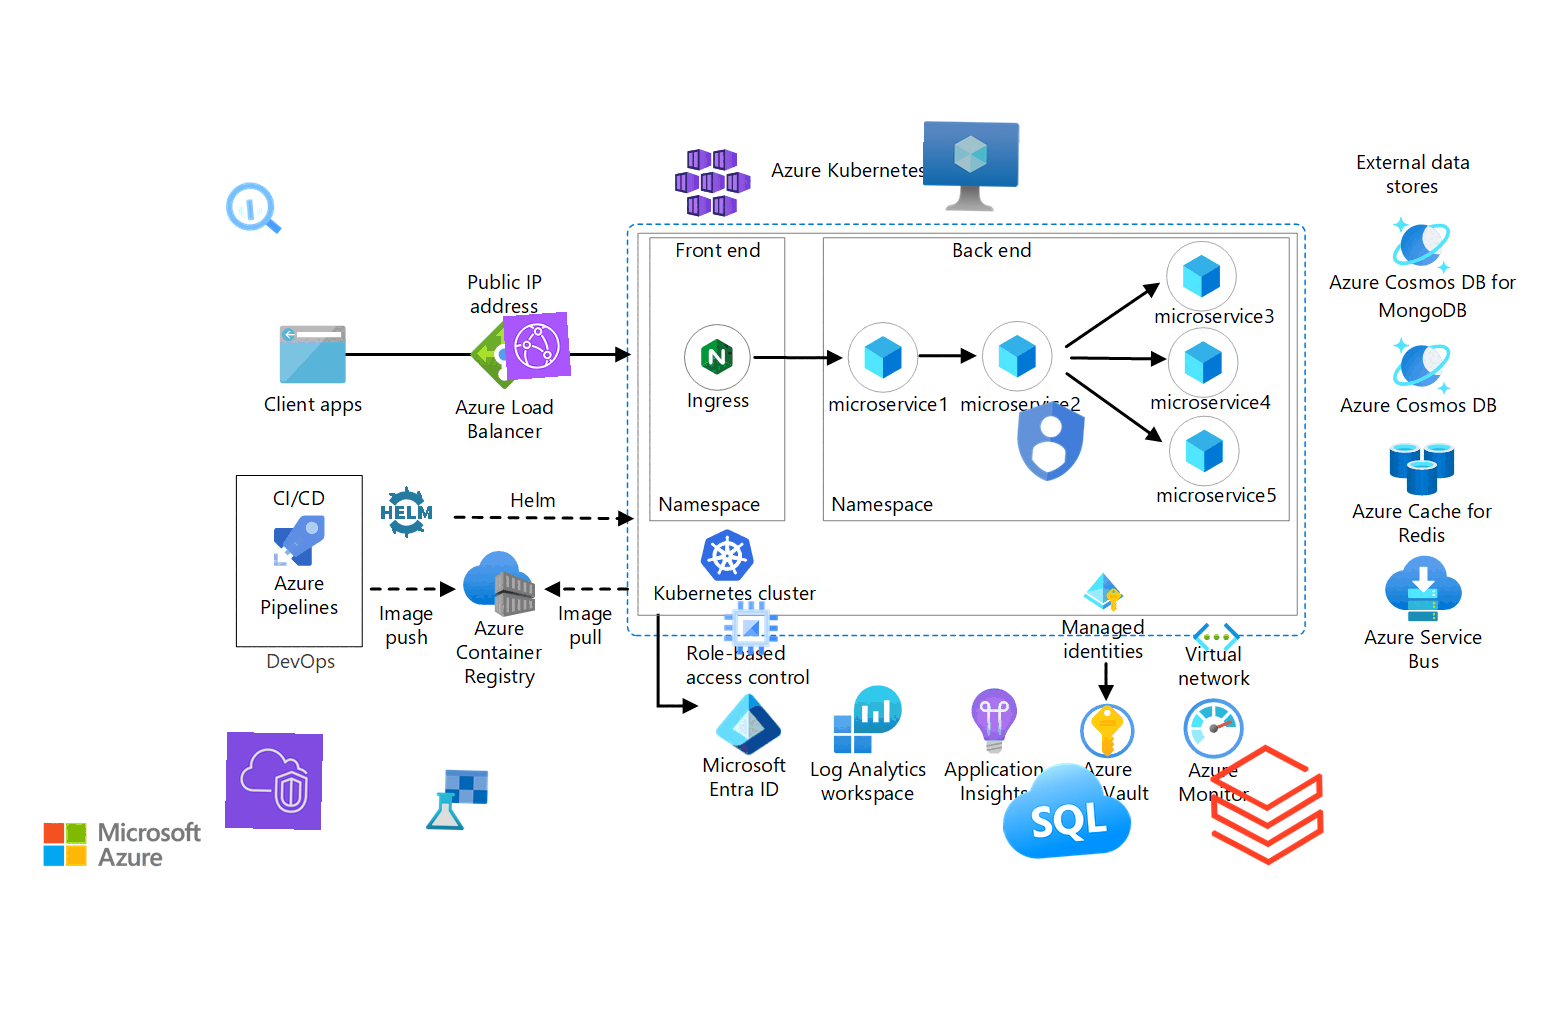 Azure Kubernetes
External data
stores
Front end
Back end
Public IP
address
microservice3
Azure Cosmos DB for
MongoDB
Client apps
Azure Load
Balancer
Ingress
microservice1
microservice2
microservice4
Azure Cosmos DB
microservice5
CI/CD
HELM
Helm
Namespace
Namespace
Azure Cache for
Redis
Azure
Pipelines
Kubernetes cluster
Image
push
Image
pull
Azure
Container
Registry
DevOps
Managed
identities
Virtual
network
Azure Service
Bus
Role-based
access control
Microsoft
Entra ID
Log Analytics
workspace
Application
Insights
Azure
Vault
Azure
Monitor
SQL
Microsoft
Azure